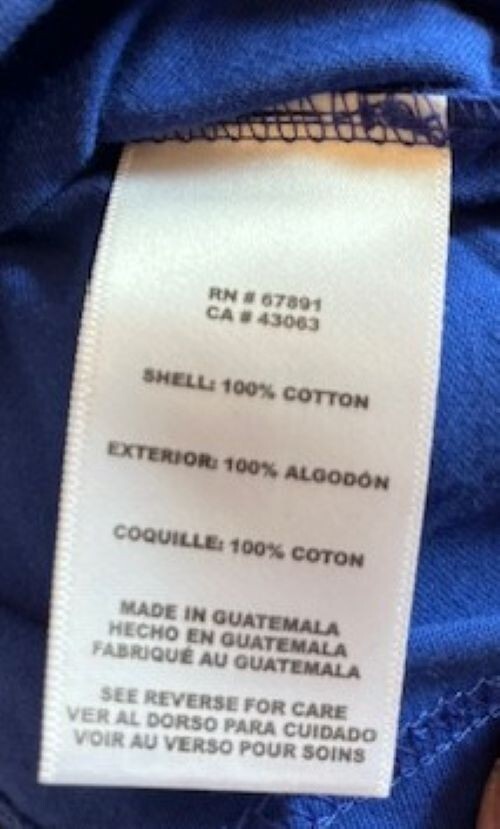 RN # 67891
CA # 43063
SHELL: 100% COTTON
EXTERIOR: 100% ALGODÓN
COQUILLE: 100% COTON
MADE IN GUATEMALA
HECHO EN GUATEMALA
FABRIQUÉ AU GUATEMALA
SEE REVERSE FOR CARE
VER AL DORSO PARA CUIDADO
VOIR AU VERSO POUR SOINS